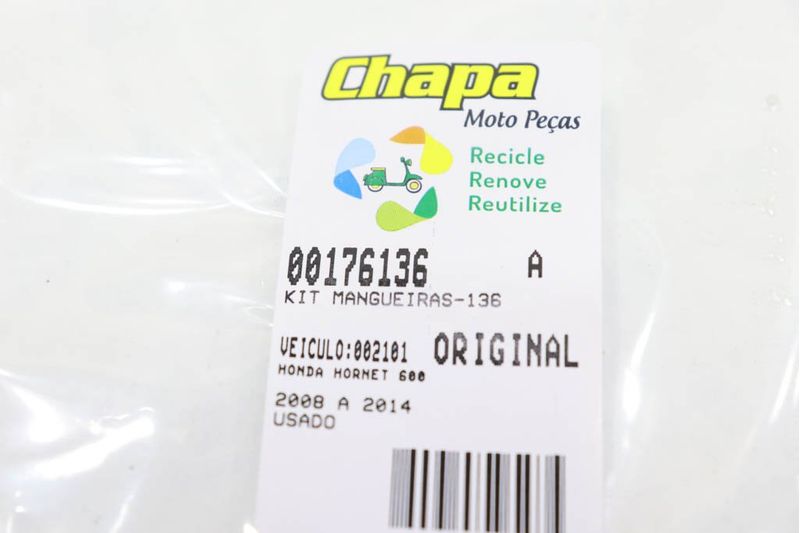 Chapa
Moto Peças
Recicle
Renove
Reutilize
00176136 A
KIT MANGUEIRAS-136
VEICULO:002101 ORIGINAL
HONDA HORNET 600
2008 A 2014
USADO